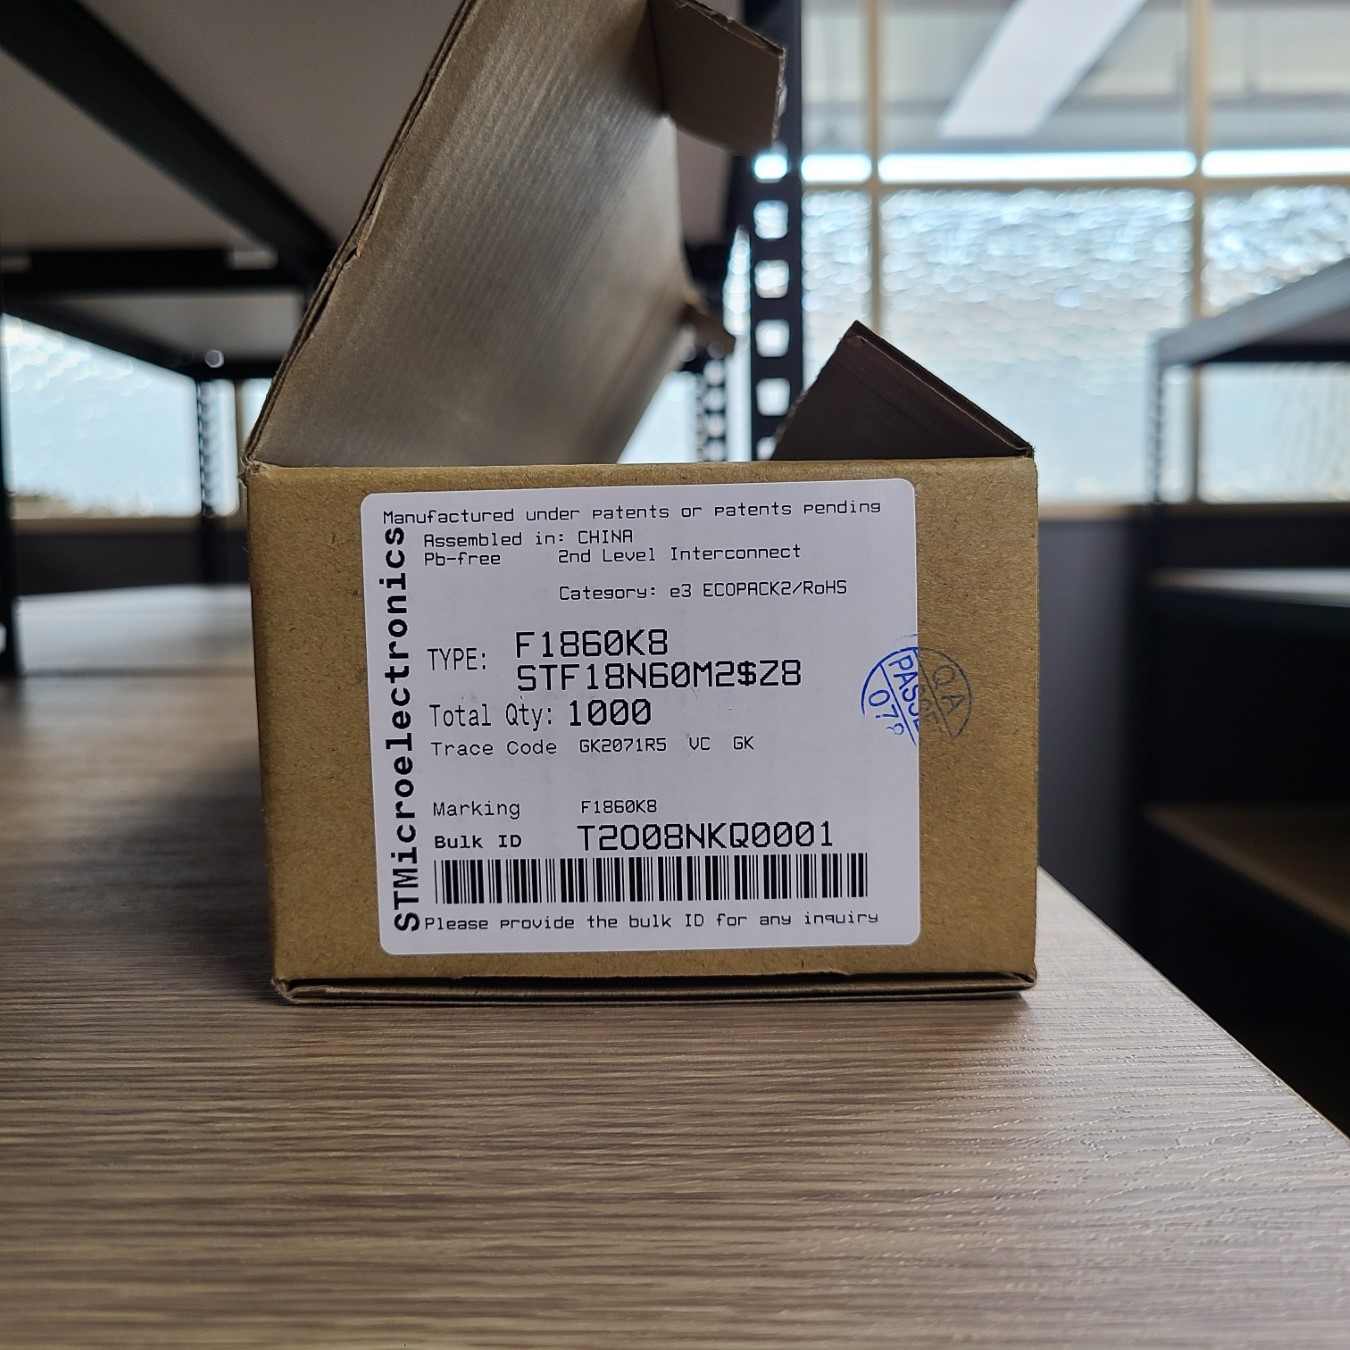 Manufactured under patents or patents pending
STMicroelectronics
Assembled in: CHINA
Pb-free 2nd Level Interconnect
Category: e3 ECOPACK2/RoHS
TYPE: F1860K8
STF18N60M2$Z8
Total Qty: 1000
Trace Code GK2071R5 VC GK
Marking F1860K8
Bulk ID T2008NKQ0001
Please provide the bulk ID for any inquiry
Q.A